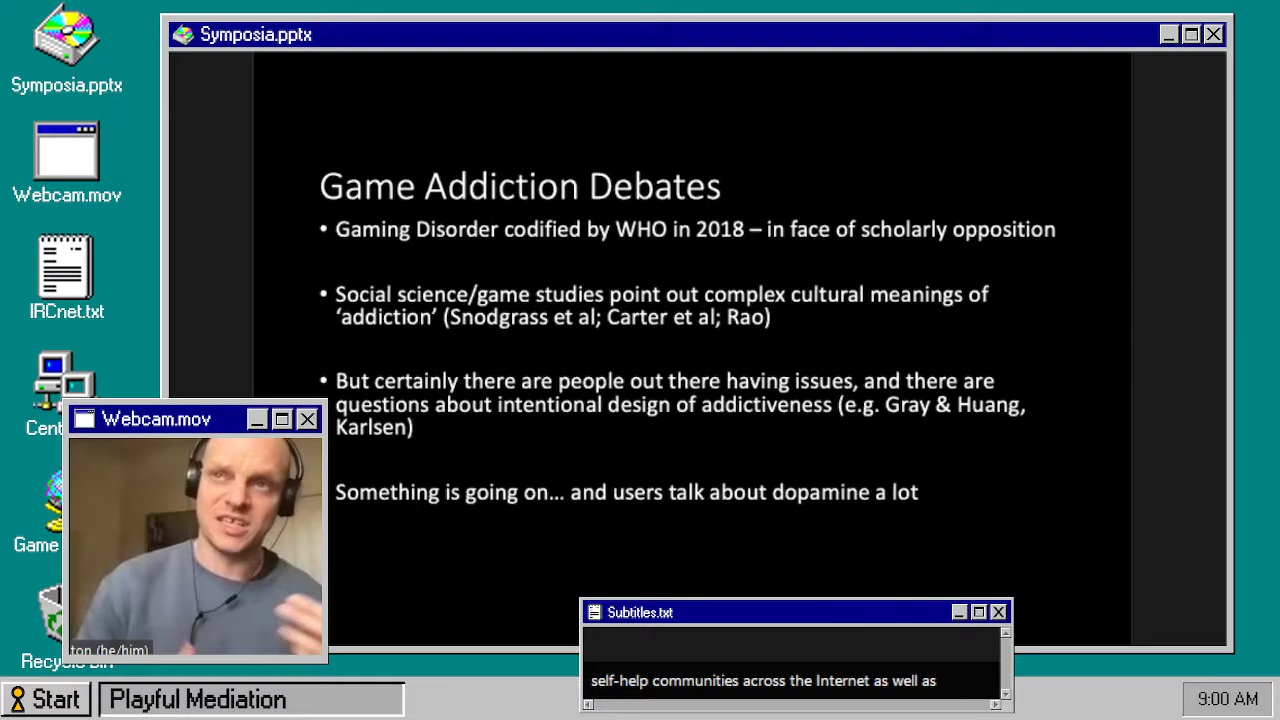 Symposia.pptx
Symposia.pptx
Webcam.mov
IRCnet.txt
Game
Game Addiction Debates
• Gaming Disorder codified by WHO in 2018 – in face of scholarly opposition
• Social science/game studies point out complex cultural meanings of
‘addiction’ (Snodgrass et al; Carter et al; Rao)
• But certainly there are people out there having issues, and there are
questions about intentional design of addictiveness (e.g. Gray & Huang,
Karlsen)
Something is going on… and users talk about dopamine a lot
Webcam.mov
(he/him)
Subtitles.txt
self-help communities across the Internet as well as
Start
Playful Mediation
9:00 AM